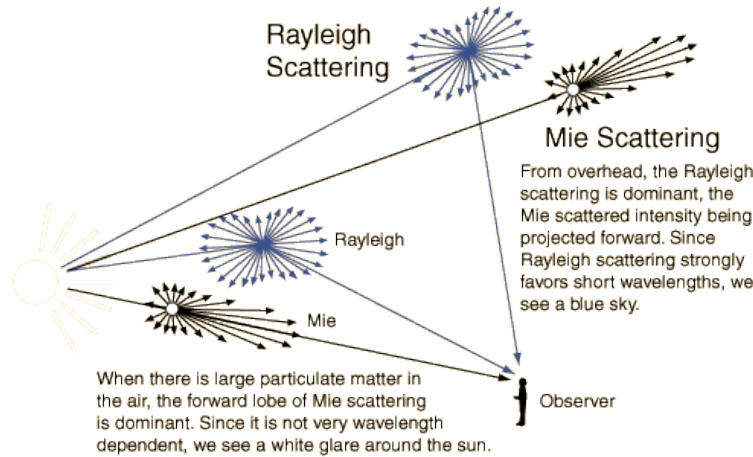 Rayleigh
Scattering
Mie Scattering
From overhead, the Rayleigh
scattering is dominant, the
Mie scattered intensity being
projected forward. Since
Rayleigh scattering strongly
favors short wavelengths, we
see a blue sky.
Rayleigh
Mie
When there is large particulate matter in
the air, the forward lobe of Mie scattering
is dominant. Since it is not very wavelength
dependent, we see a white glare around the sun.
Observer